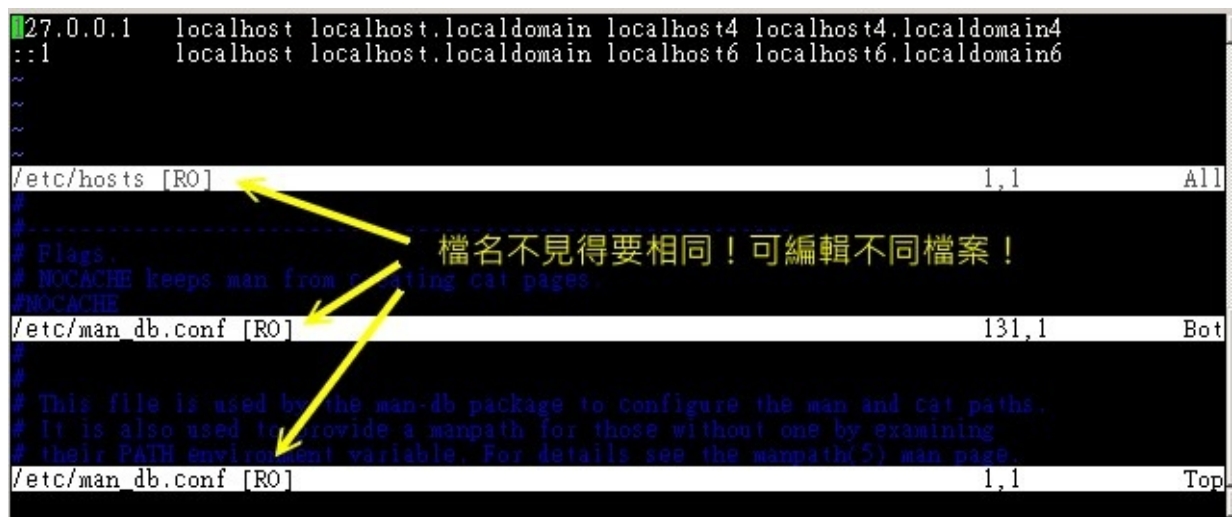 127.0.0.1   localhost localhost.localdomain localhost4 localhost4.localdomain4
::1         localhost localhost.localdomain localhost6 localhost6.localdomain6
~
~
~
~
/etc/hosts [RO]                                              1,1            All
#
#---------------------------------------------------------
# Flags.
檔名不見得要相同！可編輯不同檔案！
# NOCACHE keeps man from creating cat pages.
#NOCACHE
/etc/man_db.conf [RO]                                        131,1          Bot
#
#
# This file is used by the man-db package to configure the man and cat paths.
# It is also used to provide a manpath for those without one by examining
# their PATH environment variable. For details see the manpath(5) man page.
/etc/man_db.conf [RO]                                        1,1            Top